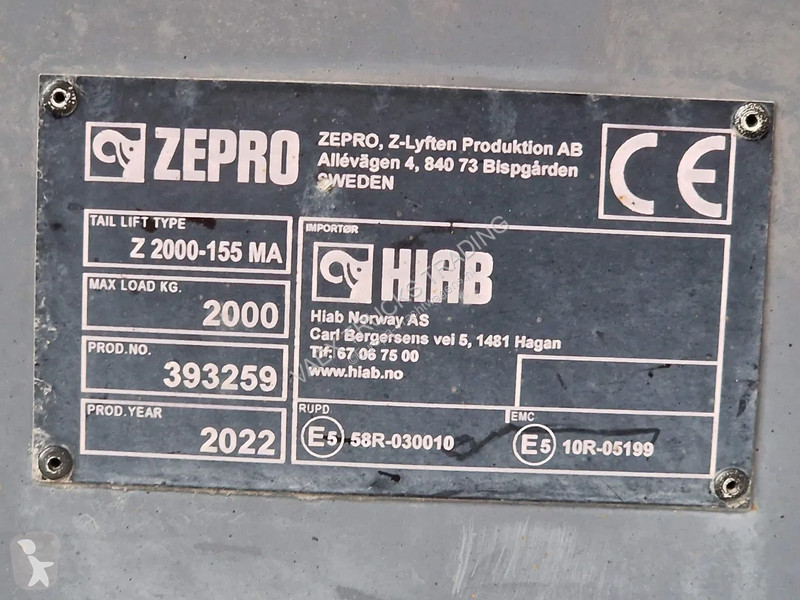 ZEPRO
ZEPRO, Z-Lyften Produktion AB
Allévägen 4, 840 73 Bispgården
SWEDEN
CE
TAIL LIFT TYPE
Z 2000-155 MA
MAX LOAD KG.
2000
PROD.NO.
393259
PROD.YEAR
2022
IMPORTØR
HIAB
Hiab Norway AS
Carl Bergersens vei 5, 1481 Hagan
Tlf: 67 06 75 00
www.hiab.no
RUPD
E5 58R-030010
EMC
E5 10R-05199
TRUCKS TRADING